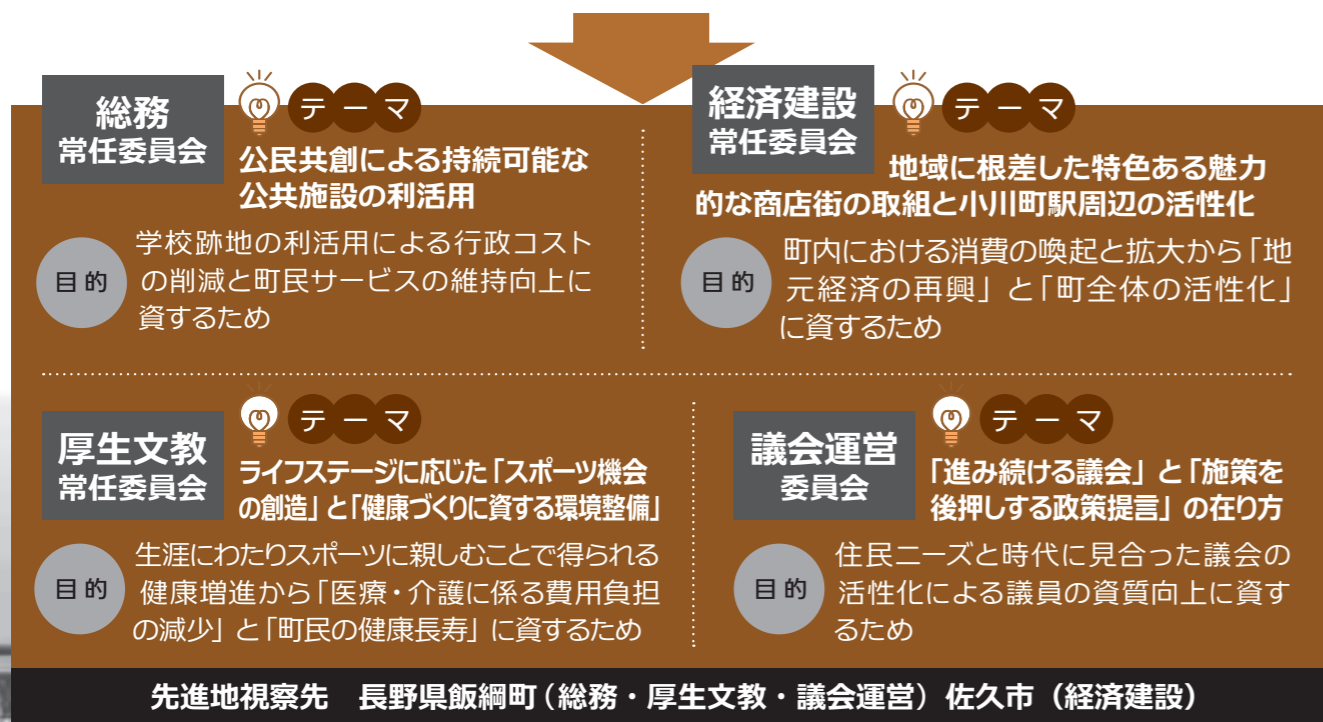 総務
常任委員会
テーマ
公民共創による持続可能な
公共施設の利活用
目的
学校跡地の利活用による行政コスト
の削減と町民サービスの維持向上に
資するため
経済建設
常任委員会
テーマ
地域に根差した特色ある魅力
的な商店街の取組と小川町駅周辺の活性化
目的
町内における消費の喚起と拡大から「地
元経済の再興」と「町全体の活性化」
に資するため
厚生文教
常任委員会
テーマ
ライフステージに応じた「スポーツ機会
の創造」と「健康づくりに資する環境整備」
目的
生涯にわたりスポーツに親しむことで得られる
健康増進から「医療・介護に係る費用負担
の減少」と「町民の健康長寿」に資するため
議会運営
委員会
テーマ
「進み続ける議会」と「施策を
後押しする政策提言」の在り方
目的
住民ニーズと時代に見合った議会の
活性化による議員の資質向上に資す
るため
先進地視察先　長野県飯綱町（総務・厚生文教・議会運営）佐久市（経済建設）